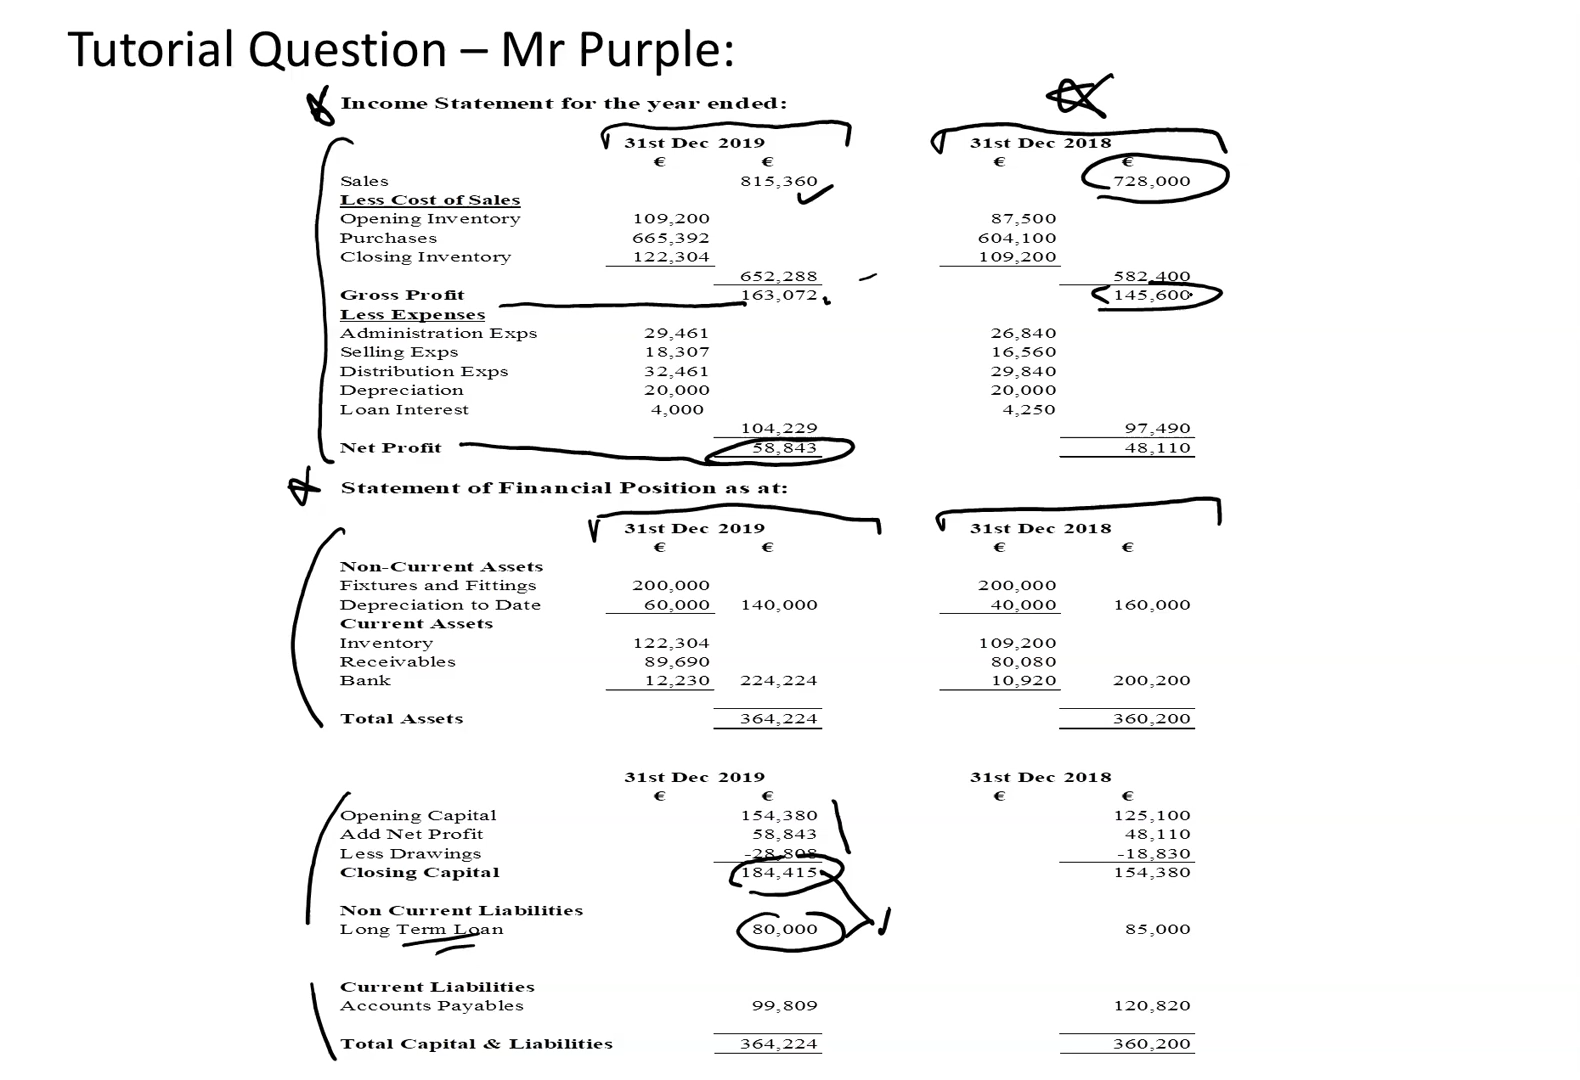 Tutorial Question – Mr Purple:
Income Statement for the year ended:
31st Dec 2019 31st Dec 2018
€ € € €
Sales 815,360 728,000
Less Cost of Sales
Opening Inventory 109,200 87,500
Purchases 665,392 604,100
Closing Inventory 122,304 109,200
652,288 582,400
Gross Profit 163,072 145,600
Less Expenses
Administration Exps 29,461 26,840
Selling Exps 18,307 16,560
Distribution Exps 32,461 29,840
Depreciation 20,000 20,000
Loan Interest 4,000 4,250
104,229 97,490
Net Profit 58,843 48,110
Statement of Financial Position as at:
31st Dec 2019 31st Dec 2018
€ € € €
Non-Current Assets
Fixtures and Fittings 200,000 200,000
Depreciation to Date 60,000 140,000 40,000 160,000
Current Assets
Inventory 122,304 109,200
Receivables 89,690 80,080
Bank 12,230 224,224 10,920 200,200
Total Assets 364,224 360,200
31st Dec 2019 31st Dec 2018
€ € € €
Opening Capital 154,380 125,100
Add Net Profit 58,843 48,110
Less Drawings -28,808 -18,830
Closing Capital 184,415 154,380
Non Current Liabilities
Long Term Loan 80,000 85,000
Current Liabilities
Accounts Payables 99,809 120,820
Total Capital & Liabilities 364,224 360,200